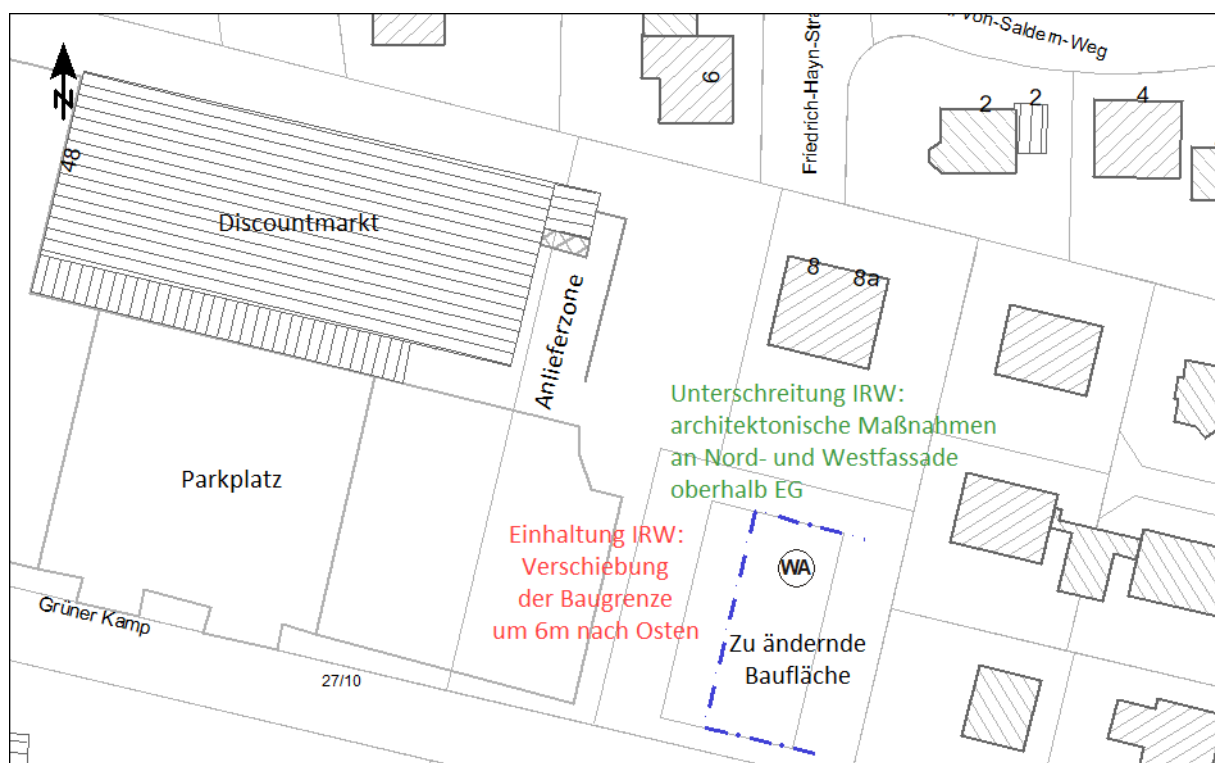 von-Saldern-Weg
Friedrich-Hayn-Stra
6
2
2
4
N
48
Discountmarkt
Anlieferzone
8
8a
Unterschreitung IRW:
architektonische Maßnahmen
an Nord- und Westfassade
oberhalb EG
Parkplatz
Einhaltung IRW:
Verschiebung
der Baugrenze
um 6m nach Osten
WA
Zu ändernde
Baufläche
Grüner Kamp
27/10